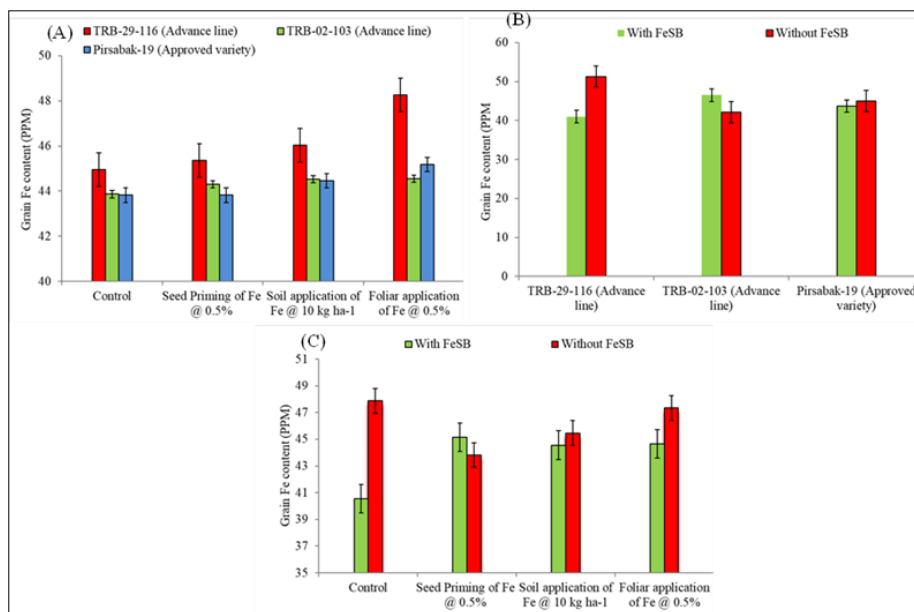 (A)
TRB-29-116 (Advance line)
TRB-02-103 (Advance line)
Pirsabak-19 (Approved variety)
Grain Fe content (PPM)
50
48
46
44
42
40
Control
Seed Priming of Fe
@ 0.5%
Soil application of
Fe @ 10 kg ha-1
Foliar application
of Fe @ 0.5%
(B)
With FeSB
Without FeSB
Grain Fe content (PPM
60
50
40
30
20
10
0
TRB-29-116 (Advance
line)
TRB-02-103 (Advance
line)
Pirsabak-19 (Approved
variety)
(C)
With FeSB
Without FeSB
Grain Fe content (PPM)
51
49
47
45
43
41
39
37
35
Control
Seed Priming of Fe
@ 0.5%
Soil application of
Fe @ 10 kg ha-1
Foliar application
of Fe @ 0.5%